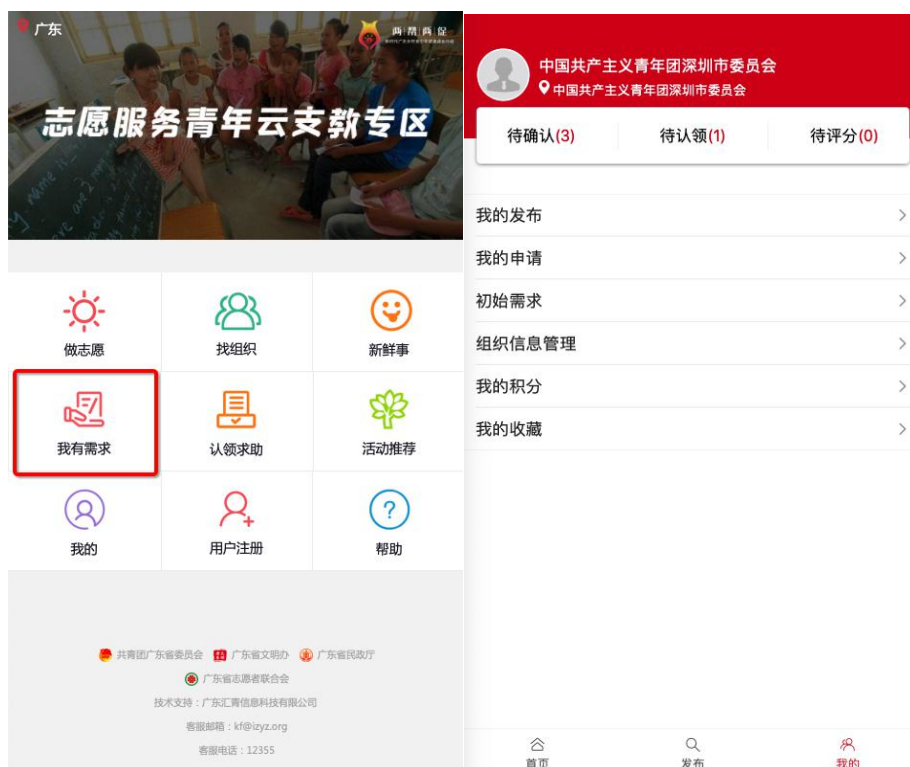 广东
两帮两促
志愿服务青年云支教专区
my name is
做志愿
找组织
新鲜事
我有需求
认领求助
活动推荐
我的
用户注册
帮助
共青团广东省委员会 广东省文明办 广东省民政厅
广东省志愿者联合会
技术支持：广东汇青信息科技有限公司
客服邮箱：kf@izyz.org
客服电话：12355
中国共产主义青年团深圳市委员会
中国共产主义青年团深圳市委员会
待确认(3)
待认领(1)
待评分(0)
我的发布
我的申请
初始需求
组织信息管理
我的积分
我的收藏
首页
发布
我的